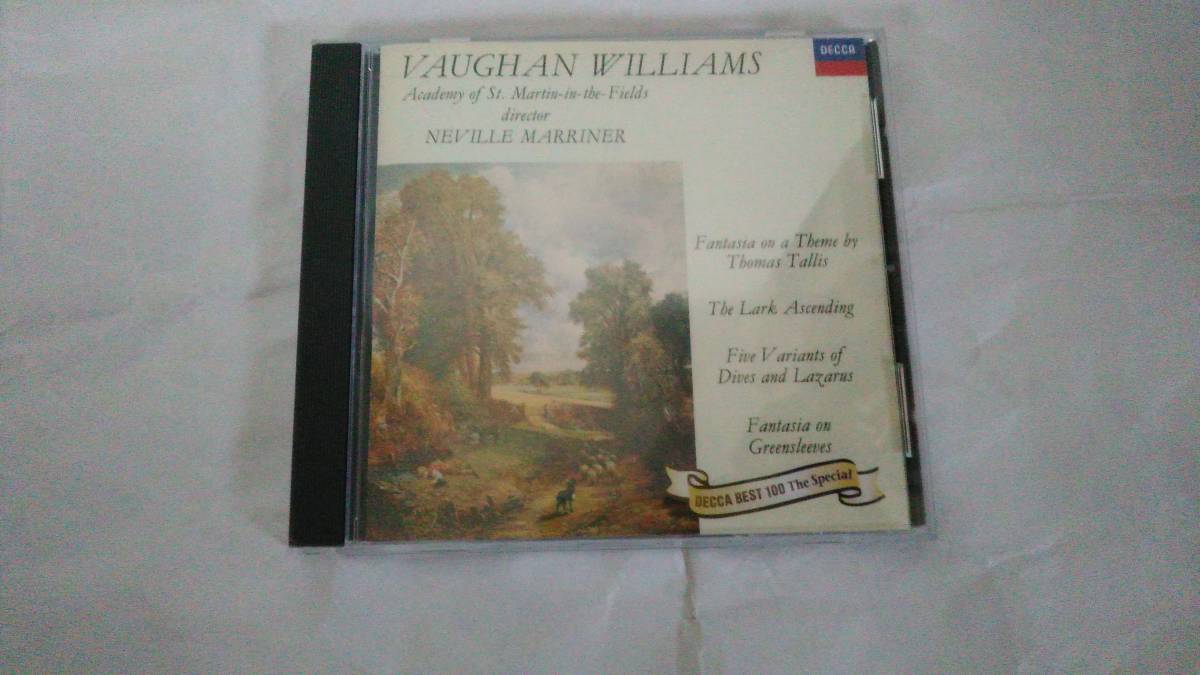 VAUGHAN WILLIAMS
Academy of St. Martin-in-the-Fields
director
NEVILLE MARRINER
DECCA
Fantasia on a Theme by
Thomas Tallis
The Lark Ascending
Five Variants of
Dives and Lazarus
Fantasia on
Greensleeves
DECCA BEST 100 The Special